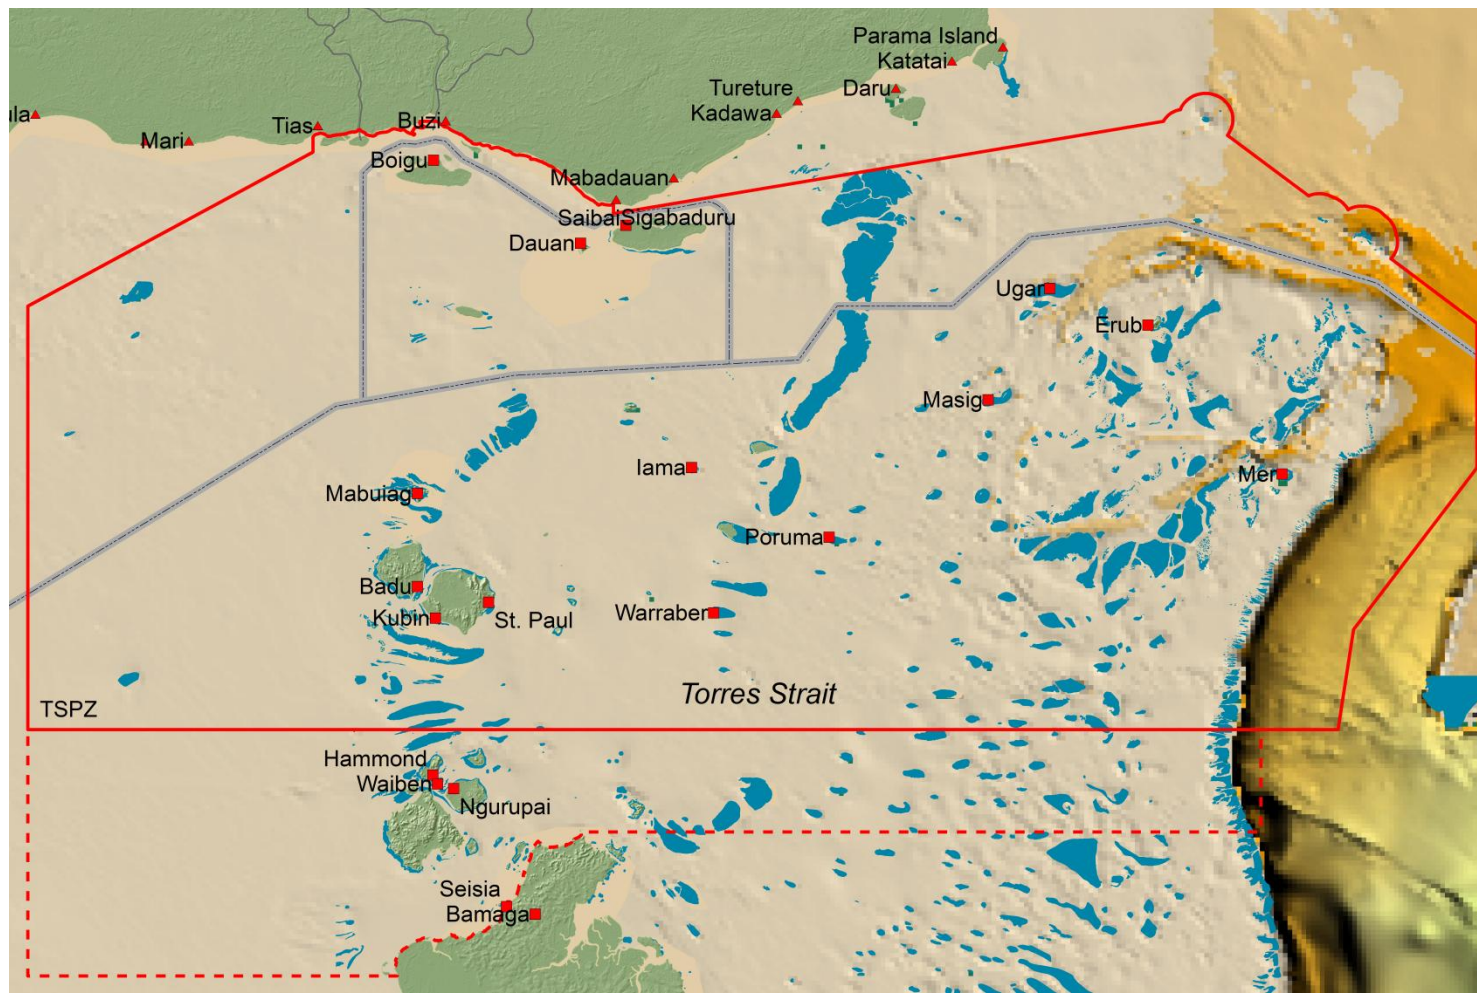 Parama Island
Katatai
Tureture
Daru
Kadawa
ula
Tias
Buzi
Mari
Boigu
Mabadauan
Saibai
Sigabaduru
Dauan
Ugar
Erub
Masig
Iama
Mer
Mabuiag
Poruma
Badu
Kubin
St. Paul
Warraber
Torres Strait
TSPZ
Hammond
Waiben
Ngurupai
Seisia
Bamaga